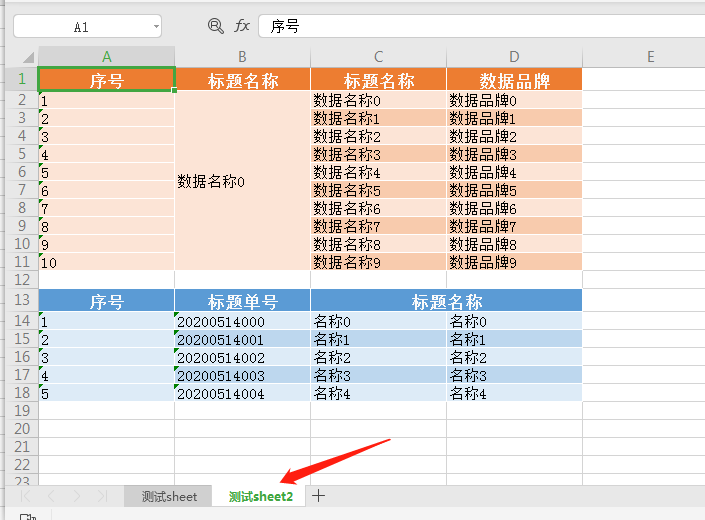 A1 fx 序号
A B C D E
1 序号 标题名称 标题名称 数据品牌
2 1 数据名称0 数据品牌0
3 2 数据名称1 数据品牌1
4 3 数据名称2 数据品牌2
5 4 数据名称3 数据品牌3
6 5 数据名称0 数据名称4 数据品牌4
7 6 数据名称5 数据品牌5
8 7 数据名称6 数据品牌6
9 8 数据名称7 数据品牌7
10 9 数据名称8 数据品牌8
11 10 数据名称9 数据品牌9
12
13 序号 标题单号 标题名称
14 1 20200514000 名称0 名称0
15 2 20200514001 名称1 名称1
16 3 20200514002 名称2 名称2
17 4 20200514003 名称3 名称3
18 5 20200514004 名称4 名称4
19
20
21
22
23
测试sheet 测试sheet2